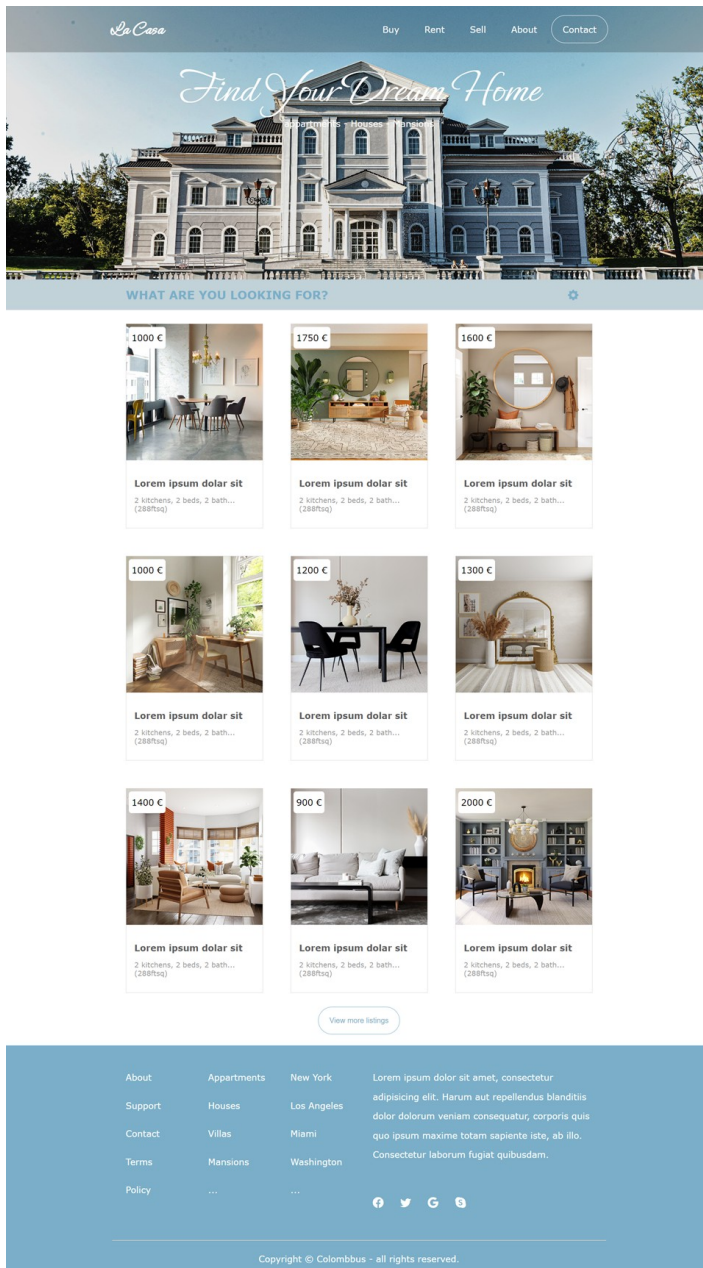 La Casa
Buy Rent Sell About Contact
Find Your Dream Home
appartments - Houses - Mansions
WHAT ARE YOU LOOKING FOR?
1000 € 1750 € 1600 €
Lorem ipsum dolar sit Lorem ipsum dolar sit Lorem ipsum dolar sit
2 kitchens, 2 beds, 2 bath... 2 kitchens, 2 beds, 2 bath... 2 kitchens, 2 beds, 2 bath...
(288ftsq) (288ftsq) (288ftsq)
1000 € 1200 € 1300 €
Lorem ipsum dolar sit Lorem ipsum dolar sit Lorem ipsum dolar sit
2 kitchens, 2 beds, 2 bath... 2 kitchens, 2 beds, 2 bath... 2 kitchens, 2 beds, 2 bath...
(288ftsq) (288ftsq) (288ftsq)
1400 € 900 € 2000 €
Lorem ipsum dolar sit Lorem ipsum dolar sit Lorem ipsum dolar sit
2 kitchens, 2 beds, 2 bath... 2 kitchens, 2 beds, 2 bath... 2 kitchens, 2 beds, 2 bath...
(288ftsq) (288ftsq) (288ftsq)
View more listings
About
Support
Contact
Terms
Policy
Appartments
Houses
Villas
Mansions
...
New York
Los Angeles
Miami
Washington
...
Lorem ipsum dolor sit amet, consectetur
adipisicing elit. Harum aut repellendus blanditiis
dolor dolorum veniam consequatur, corporis quis
quo ipsum maxime totam sapiente iste, ab illo.
Consectetur laborum fugiat quibusdam.
Copyright © Colombbus - all rights reserved.